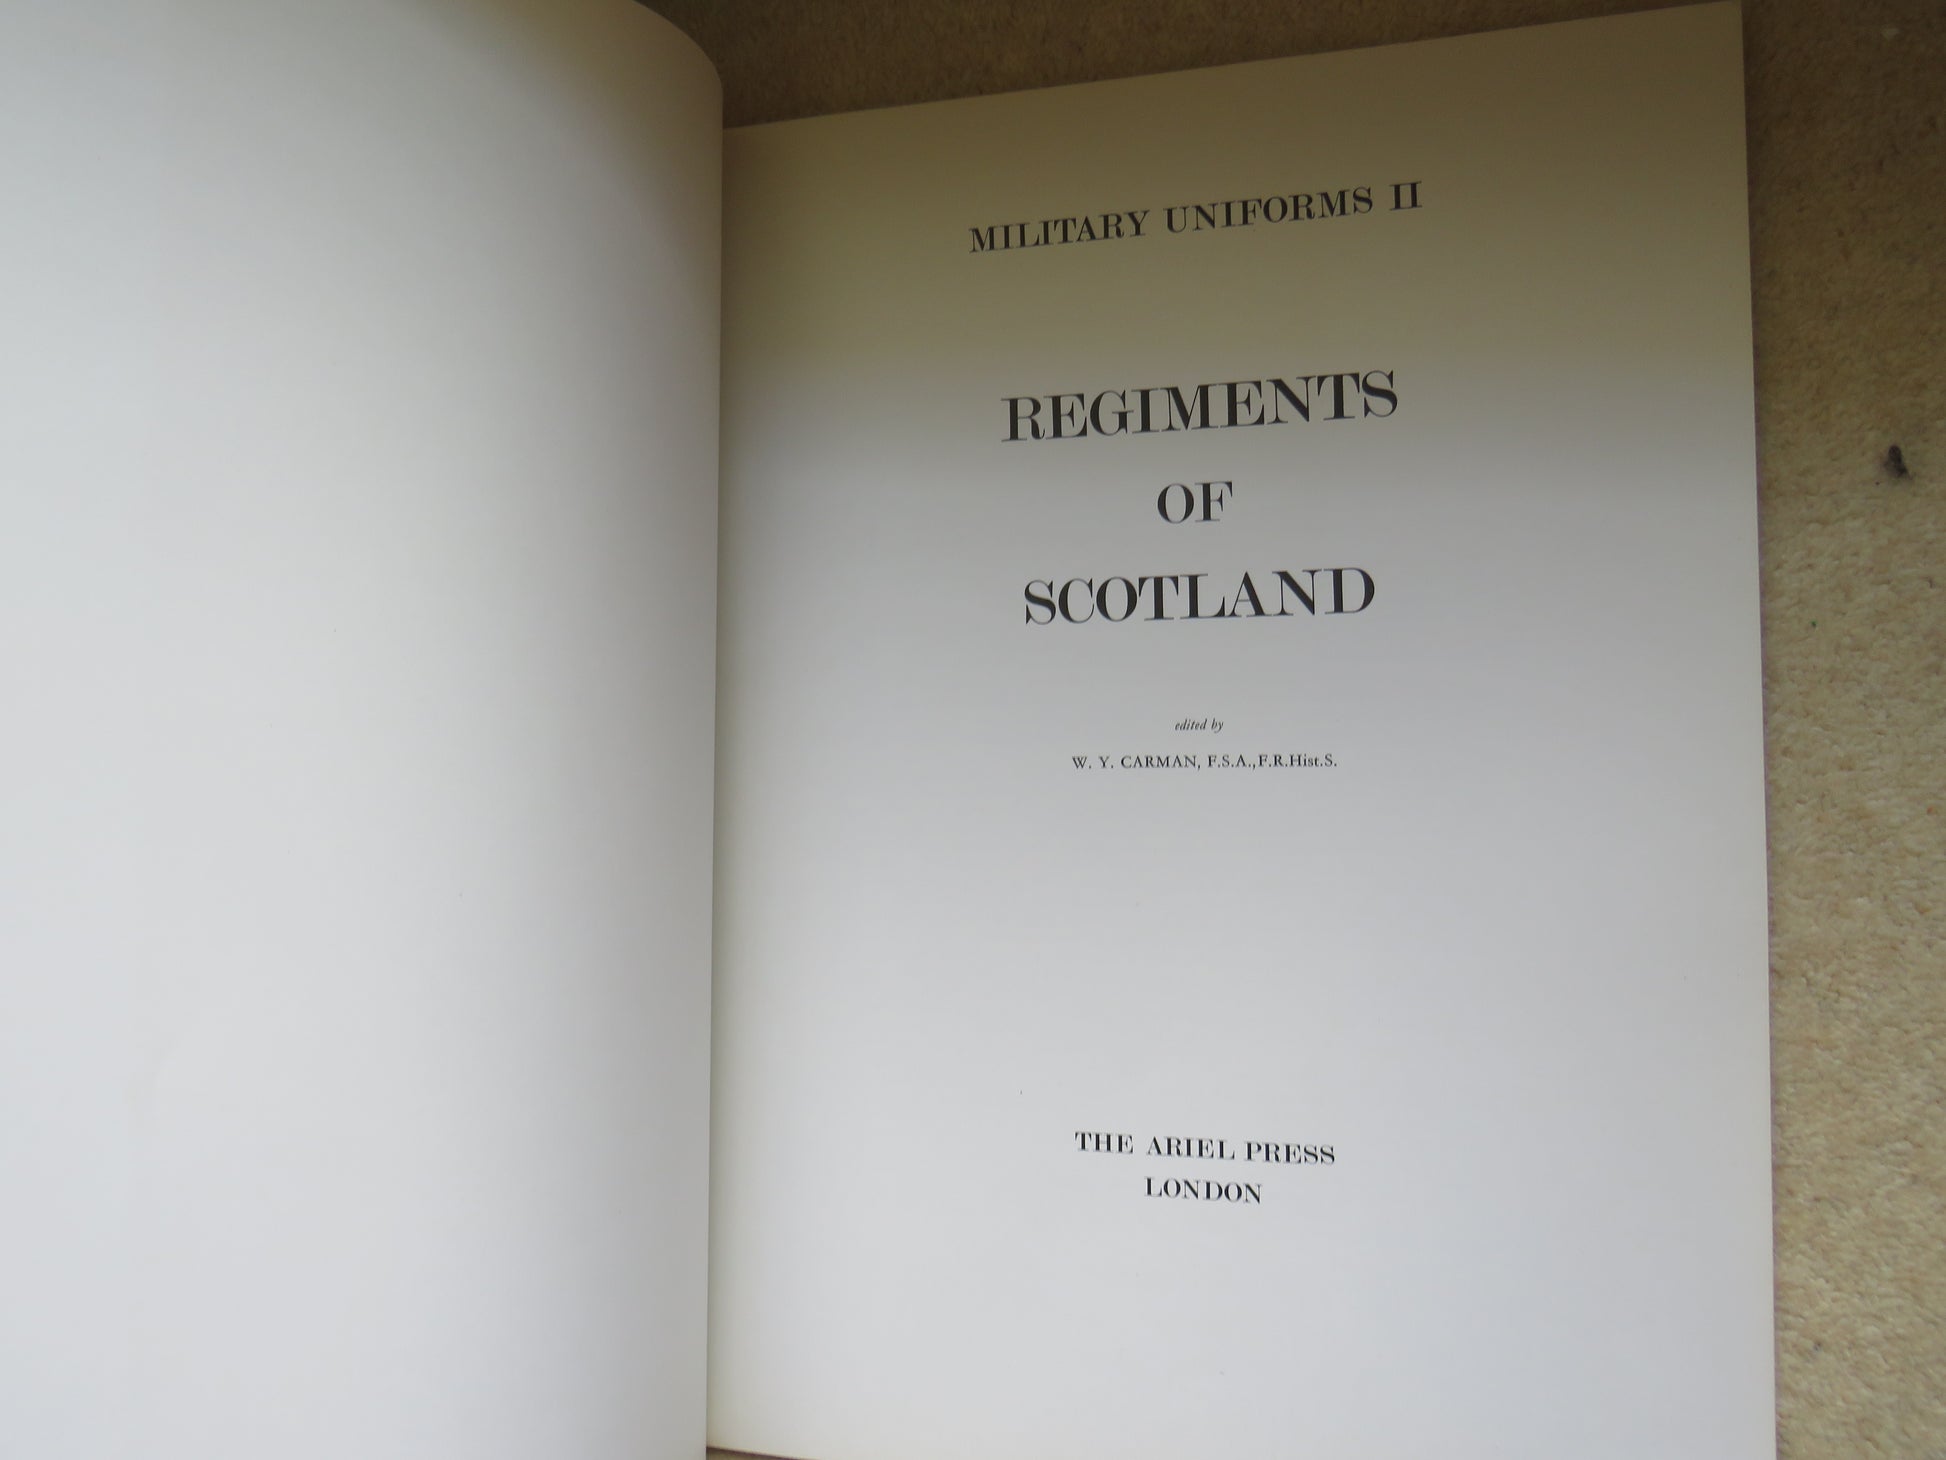 MILITARY UNIFORMS II
REGIMENTS
OF
SCOTLAND
edited by
W. Y. CARMAN, F.S.A.,F.R.Hist.S.
THE ARIEL PRESS
LONDON